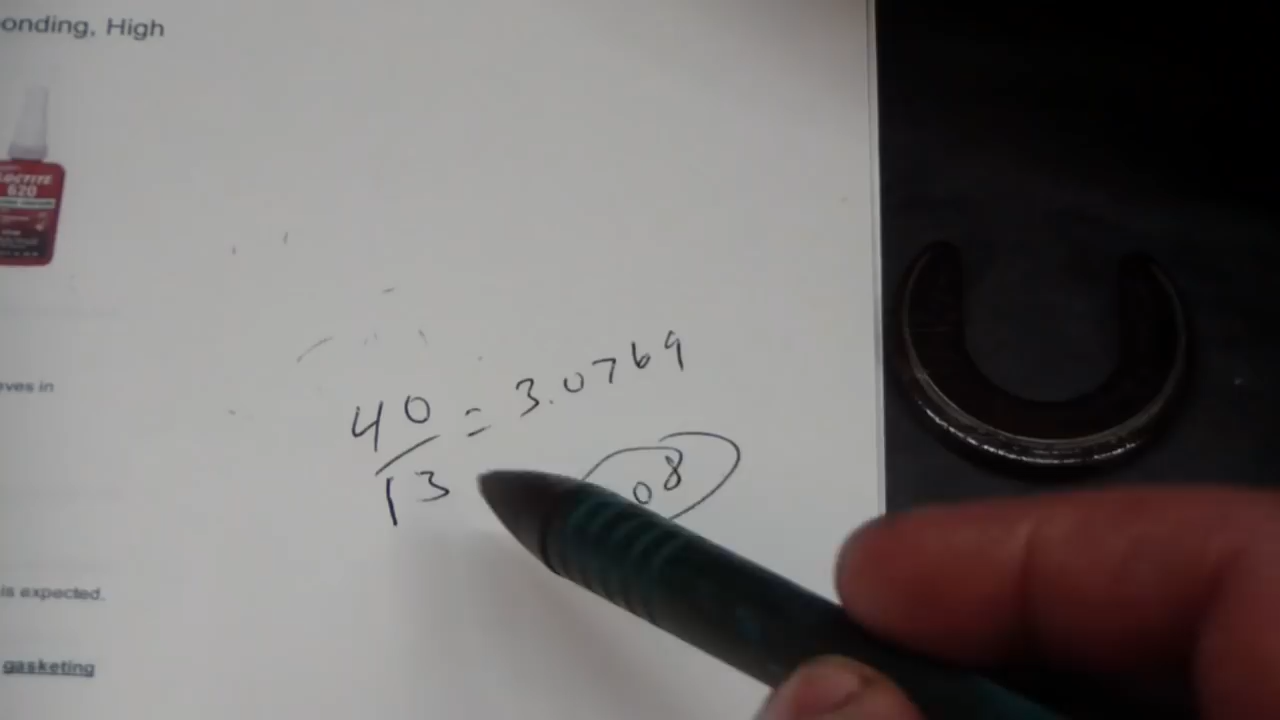 onding, High
LOCTITE
620
eves in
40 = 3.0769
13
08
is expected.
gasketing